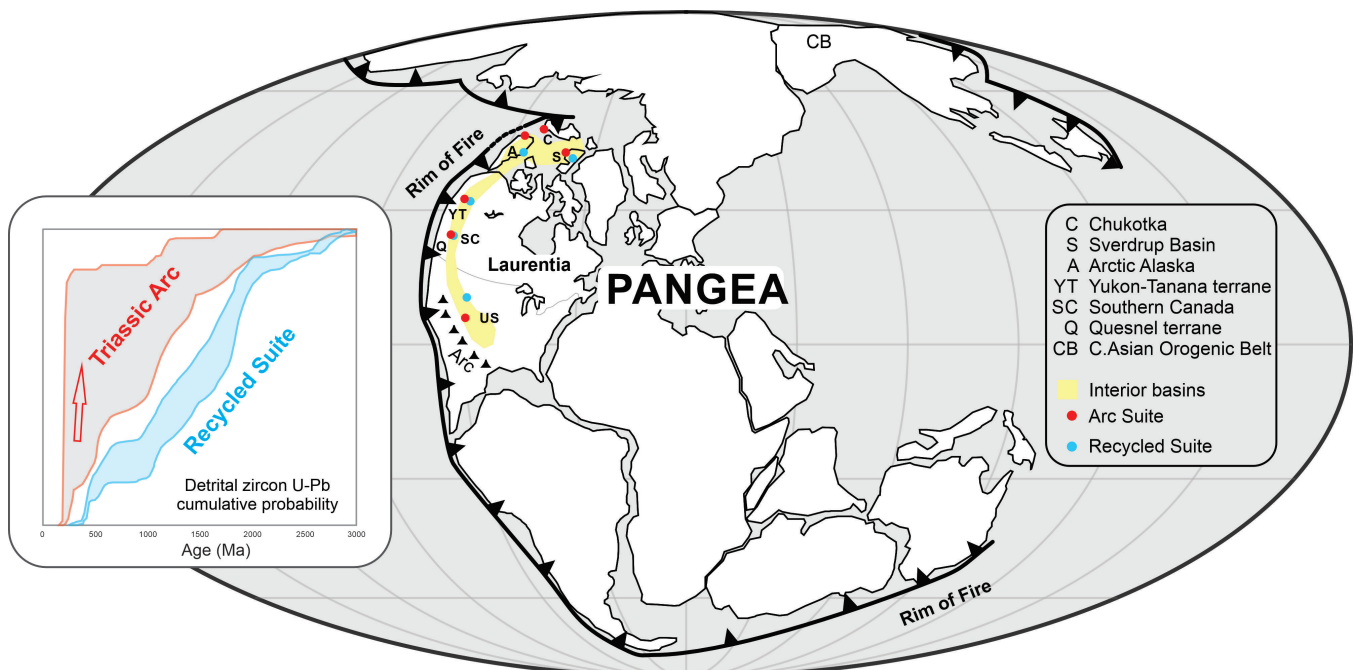 CB
Rim of Fire
C
A
S
YT
Q
SC
Laurentia
PANGEA
US
Arc
Rim of Fire
Triassic Arc
Recycled Suite
Detrital zircon U-Pb
cumulative probability
0 500 1000 1500 2000 2500 3000
Age (Ma)
C Chukotka
S Sverdrup Basin
A Arctic Alaska
YT Yukon-Tanana terrane
SC Southern Canada
Q Quesnel terrane
CB C.Asian Orogenic Belt
Interior basins
Arc Suite
Recycled Suite